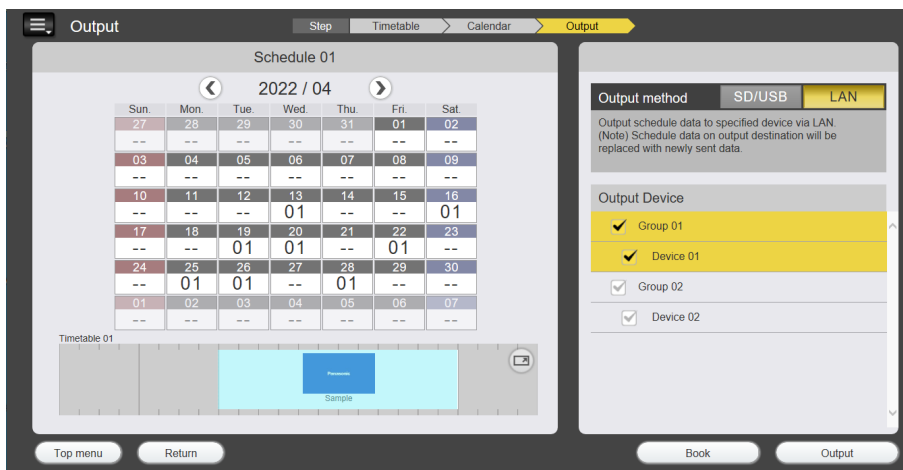 Output
Step Timetable Calendar Output
Schedule 01
2022 / 04
Sun. Mon. Tue. Wed. Thu. Fri. Sat.
27 28 29 30 31 01 02
-- -- -- -- -- -- --
03 04 05 06 07 08 09
-- -- -- -- -- -- --
10 11 12 13 14 15 16
-- -- -- 01 -- -- 01
17 18 19 20 21 22 23
-- -- 01 01 -- 01 --
24 25 26 27 28 29 30
-- 01 01 -- 01 -- --
01 02 03 04 05 06 07
-- -- -- -- -- -- --
Timetable 01
Panasonic
Sample
Output method SD/USB LAN
Output schedule data to specified device via LAN.
(Note) Schedule data on output destination will be
replaced with newly sent data.
Output Device
Group 01
Device 01
Group 02
Device 02
Top menu Return Book Output